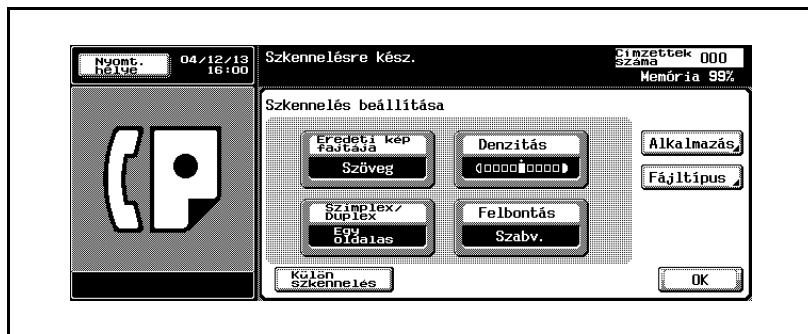 Nyomt.
helye
04/12/13
16:00
Szkennelésre kész.
Címzettek
száma
000
Memória 99%
Szkennelés beállítása
Eredeti kép
fajtája
Szöveg
Denzitás
Alkalmazás
Fájltípus
Szimplex/
Duplex
Egy
oldalas
Felbontás
Szabv.
Külön
szkennelés
OK